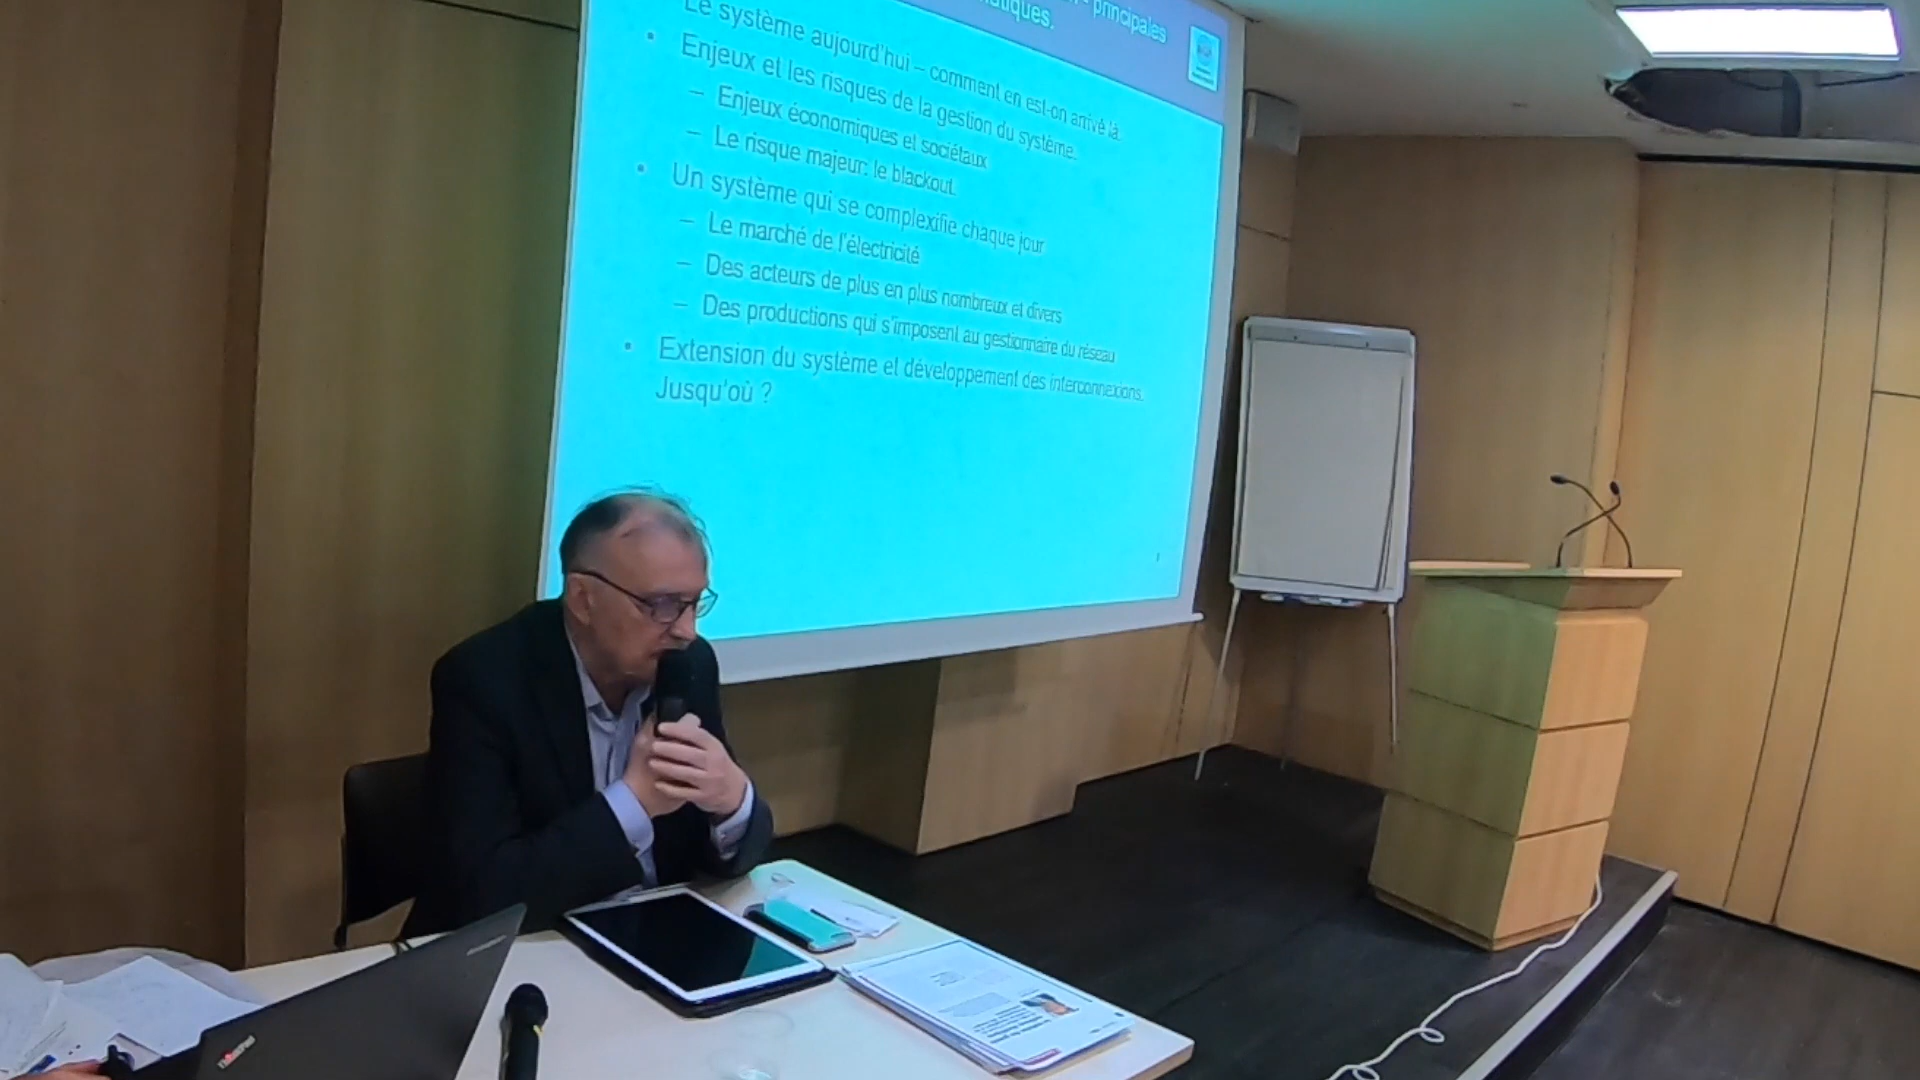 - principales
Le système aujourd'hui – comment en est-on arrivé là.
• Enjeux et les risques de la gestion du système.
– Enjeux économiques et sociétaux
– Le risque majeur: le blackout.
• Un système qui se complexifie chaque jour
– Le marché de l'électricité
– Des acteurs de plus en plus nombreux et divers
– Des productions qui s'imposent au gestionnaire du réseau
• Extension du système et développement des interconnexions.
Jusqu'où ?
ThinkPad